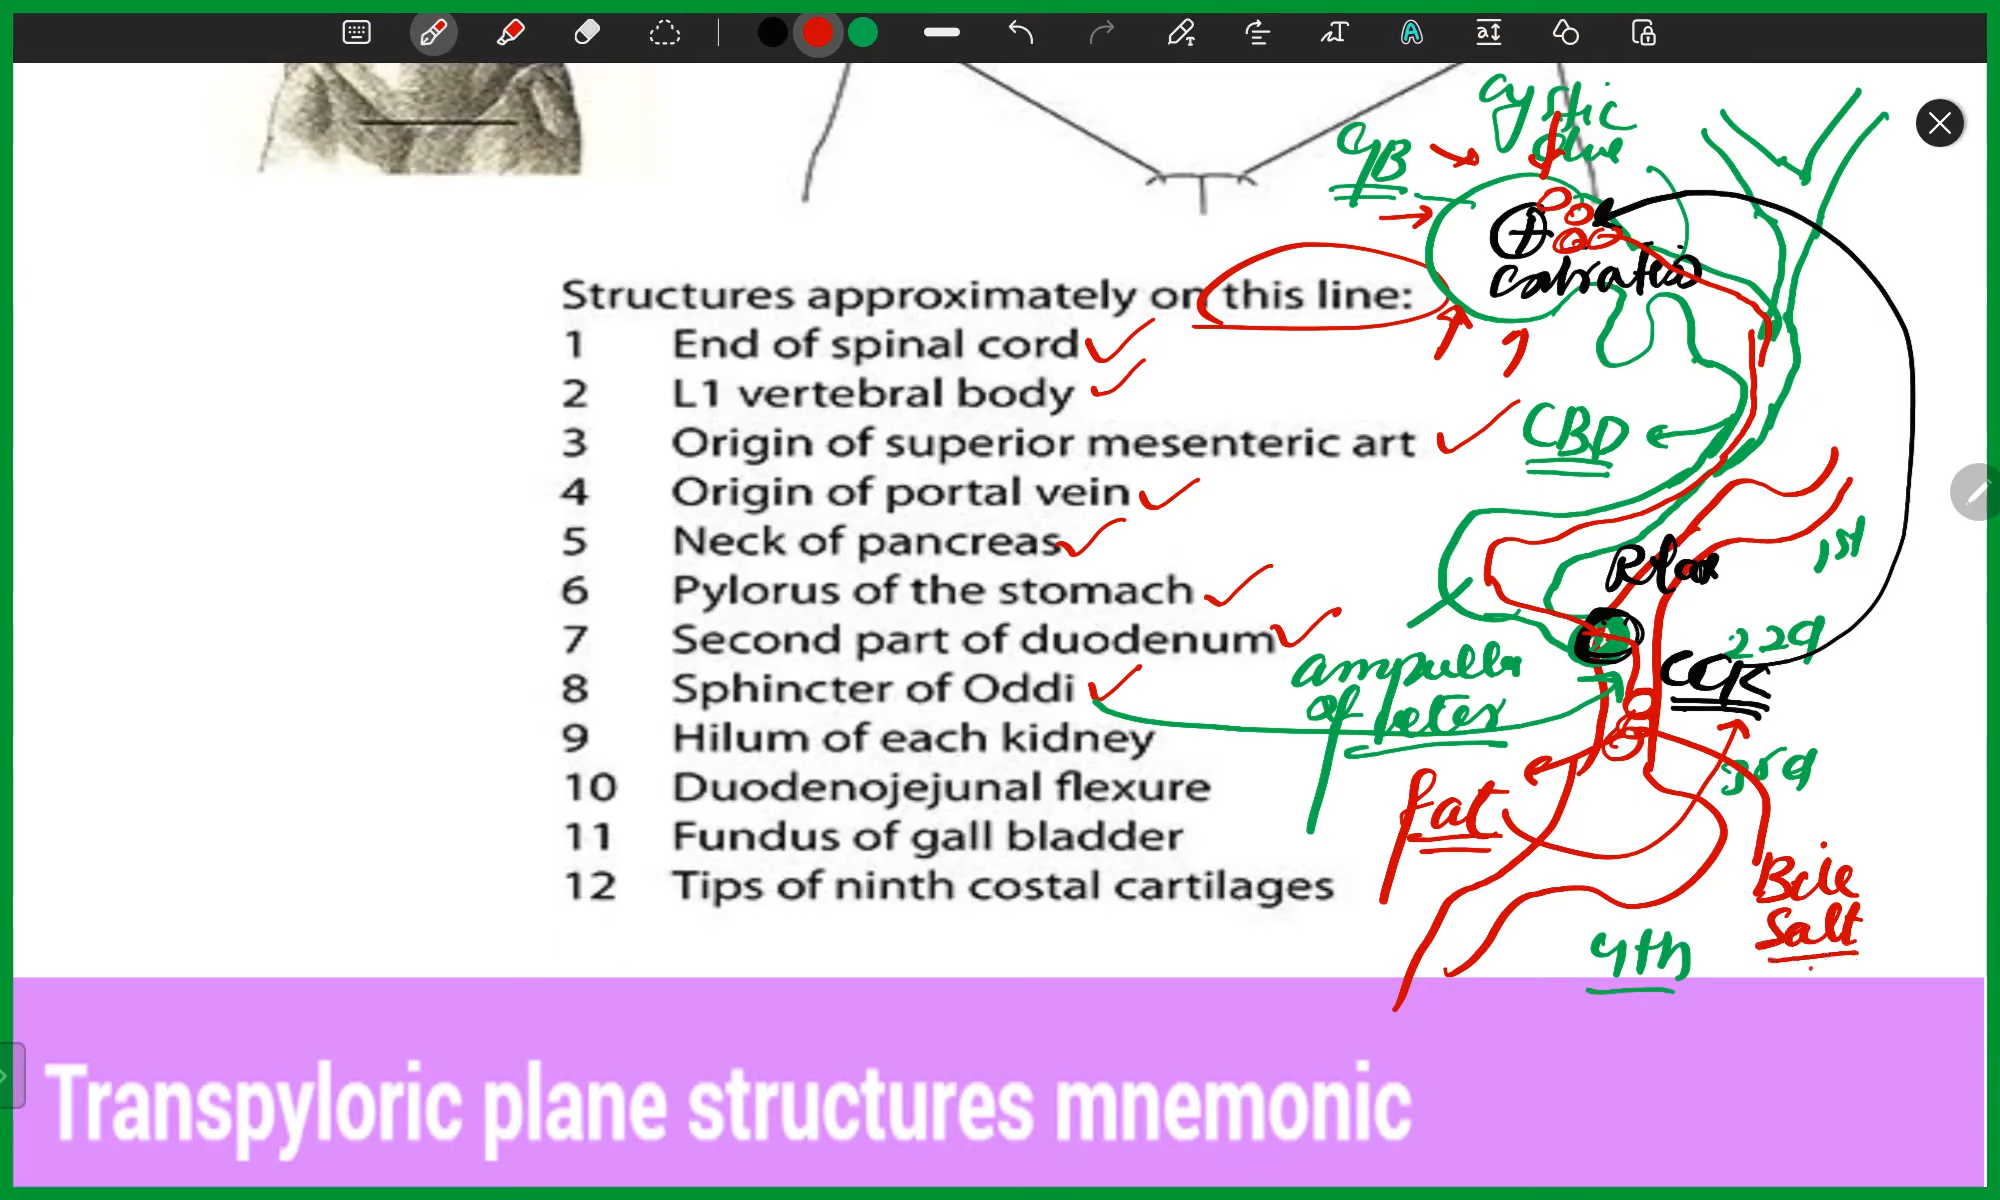 cystic
GB
Structures approximately on this line:
1 End of spinal cord
2 L1 vertebral body
3 Origin of superior mesenteric art
CBD
4 Origin of portal vein
5 Neck of pancreas
1st
6 Pylorus of the stomach
7 Second part of duodenum
ampulla
of veter
8 Sphincter of Oddi
CCK
9 Hilum of each kidney
3rd
10 Duodenojejunal flexure
fat
11 Fundus of gall bladder
12 Tips of ninth costal cartilages
Bile
Salt
4th
Transpyloric plane structures mnemonic